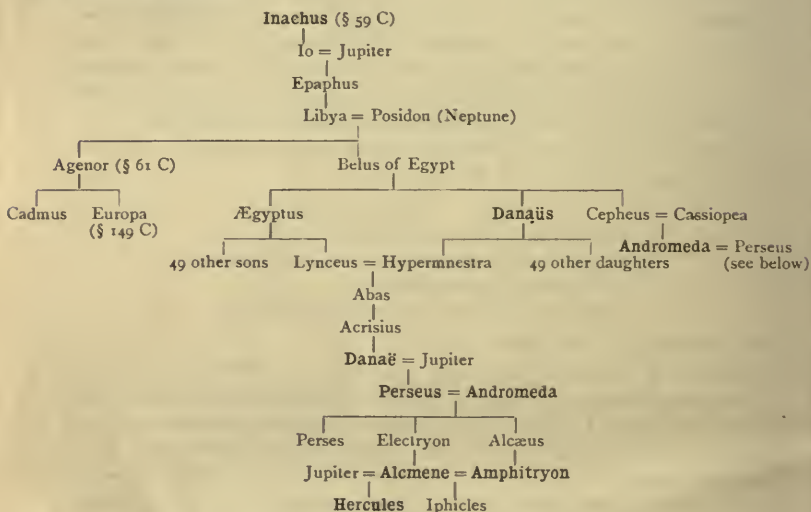 Inachus (§ 59 C)
Io = Jupiter
Epaphus
Libya = Posidon (Neptune)
Agenor (§ 61 C) Belus of Egypt
Cadmus Europa Ægyptus Danaüs Cepheus = Cassiopea
(§ 149 C)
Andromeda = Perseus
49 other sons Lynceus = Hypermnestra 49 other daughters (see below)
Abas
Acrisius
Danaë = Jupiter
Perseus = Andromeda
Perses Electryon Alcæus
Jupiter = Alcmene = Amphitryon
Hercules Iphicles